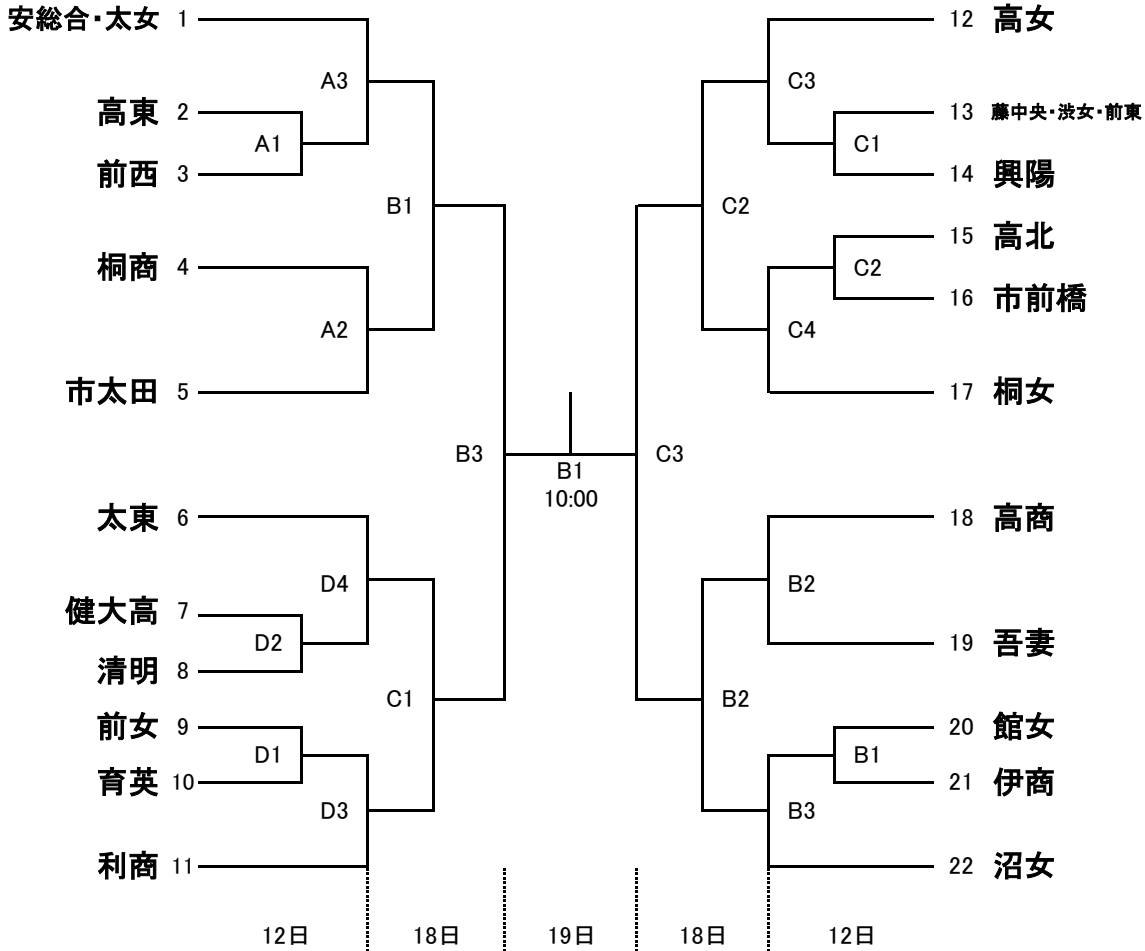 安総合・太女 1
A3
高東 2
A1
前西 3
B1
桐商 4
A2
市太田 5
B3
太東 6
D4
健大高 7
D2
清明 8
C1
前女 9
D1
育英 10
D3
利商 11
B1
10:00
12 高女
C3
13 藤中央・渋女・前東
C1
14 興陽
C2
15 高北
C2
16 市前橋
C4
17 桐女
C3
18 高商
B2
19 吾妻
B2
20 館女
B1
21 伊商
B3
22 沼女
12日 18日 19日 18日 12日